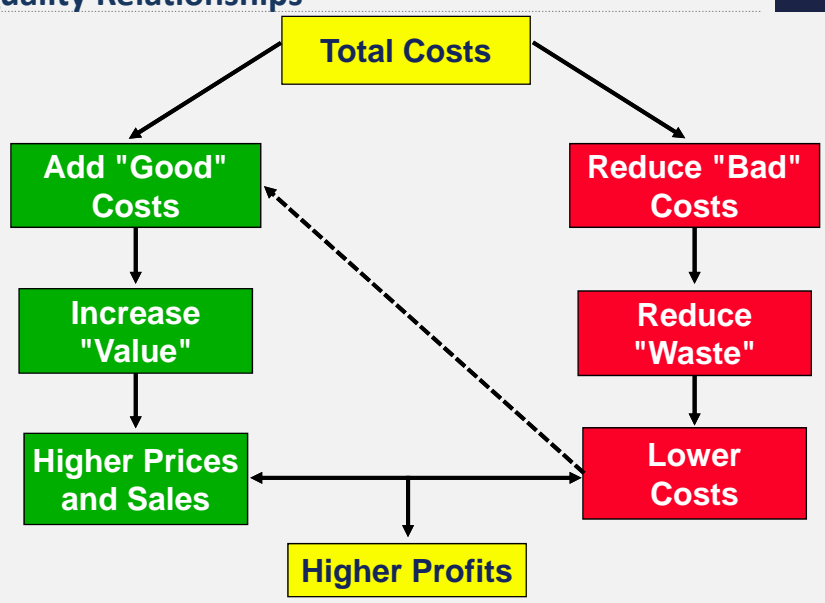 Relationships
Total Costs
Add "Good"
Costs
Reduce "Bad"
Costs
Increase
"Value"
Reduce
"Waste"
Higher Prices
and Sales
Lower
Costs
Higher Profits